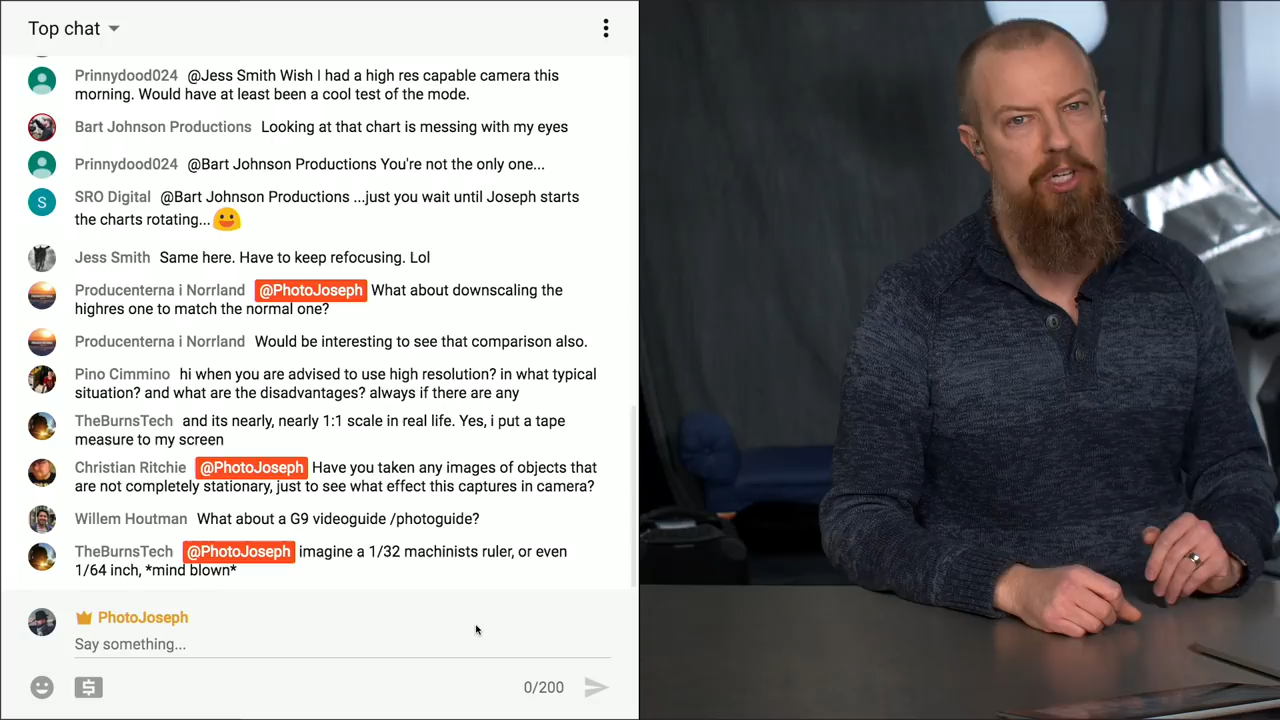 Top chat
Prinnydood024 @Jess Smith Wish I had a high res capable camera this
morning. Would have at least been a cool test of the mode.
Bart Johnson Productions Looking at that chart is messing with my eyes
Prinnydood024 @Bart Johnson Productions You're not the only one...
S
SRO Digital @Bart Johnson Productions ...just you wait until Joseph starts
the charts rotating...
Jess Smith Same here. Have to keep refocusing. Lol
Producenterna i Norrland @PhotoJoseph What about downscaling the
highres one to match the normal one?
Producenterna i Norrland Would be interesting to see that comparison also.
Pino Cimmino hi when you are advised to use high resolution? in what typical
situation? and what are the disadvantages? always if there are any
TheBurnsTech and its nearly, nearly 1:1 scale in real life. Yes, i put a tape
measure to my screen
Christian Ritchie @PhotoJoseph Have you taken any images of objects that
are not completely stationary, just to see what effect this captures in camera?
Willem Houtman What about a G9 videoguide /photoguide?
TheBurnsTech @PhotoJoseph imagine a 1/32 machinists ruler, or even
1/64 inch, *mind blown*
PhotoJoseph
Say something...
$
0/200